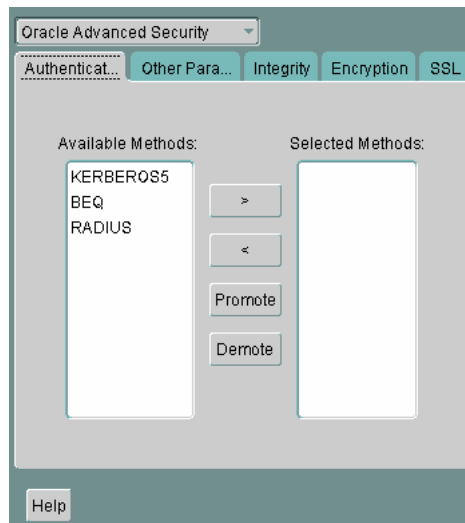 Oracle Advanced Security
Authenticat... Other Para... Integrity Encryption SSL
Available Methods: Selected Methods:
KERBEROS5
BEQ
RADIUS
>
<
Promote
Demote
Help